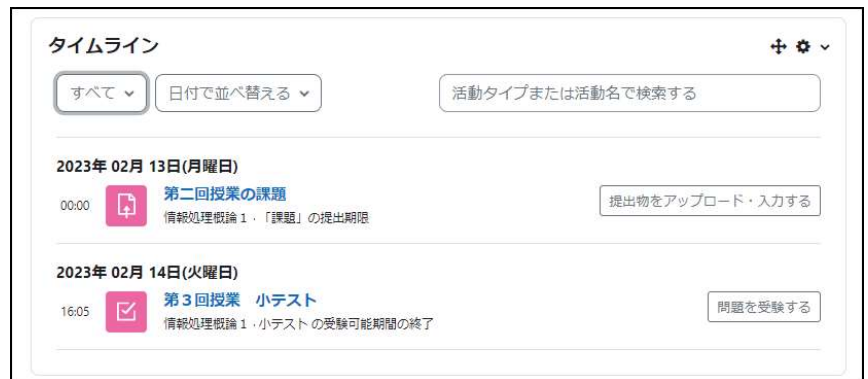 タイムライン
すべて
日付で並べ替える
活動タイプまたは活動名で検索する
2023年 02月 13日(月曜日)
00:00
第二回授業の課題
情報処理概論１・「課題」の提出期限
提出物をアップロード・入力する
2023年 02月 14日(火曜日)
16:05
第３回授業　小テスト
情報処理概論１・小テスト の受験可能期間の終了
問題を受験する